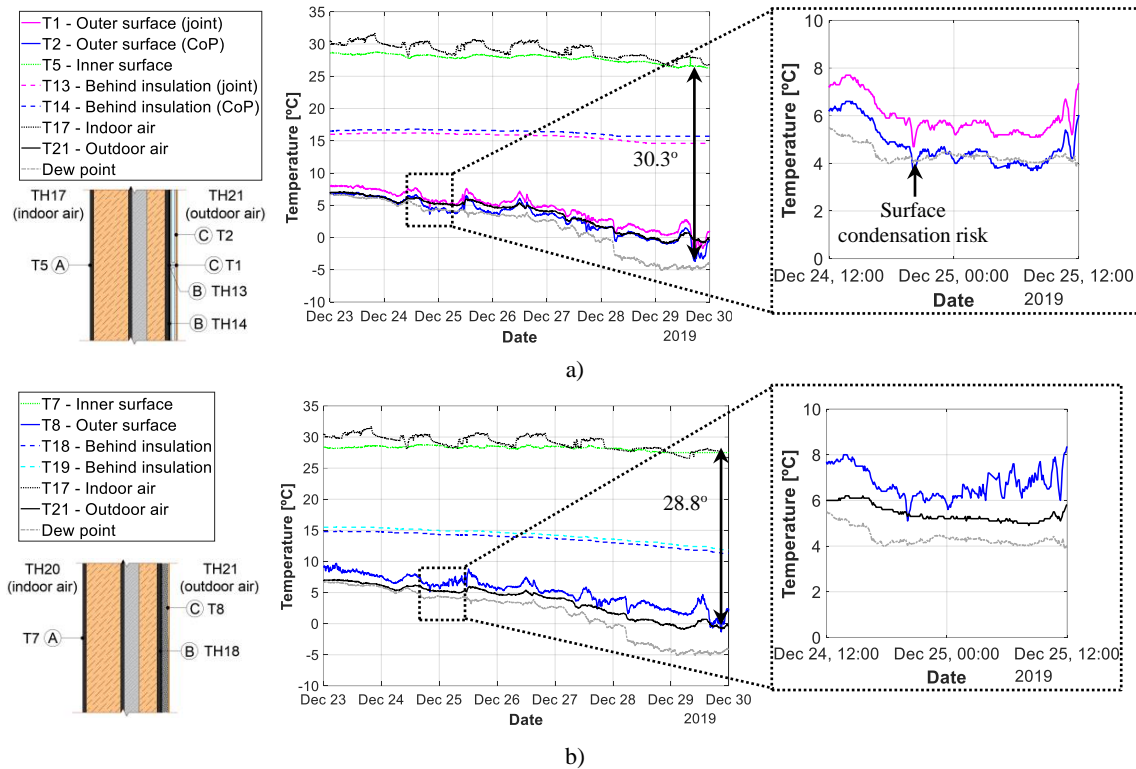 T1 - Outer surface (joint)
T2 - Outer surface (CoP)
T5 - Inner surface
T13 - Behind insulation (joint)
T14 - Behind insulation (CoP)
T17 - Indoor air
T21 - Outdoor air
Dew point
TH17
(indoor air)
TH21
(outdoor air)
C T2
T5 A
C T1
B TH13
B TH14
Temperature [ºC]
35
30
25
20
15
10
5
0
-5
-10
30.3º
Dec 23 Dec 24 Dec 25 Dec 26 Dec 27 Dec 28 Dec 29 Dec 30
Date
2019
Temperature [ºC]
10
8
6
4
2
0
Surface
condensation risk
Dec 24, 12:00 Dec 25, 00:00 Dec 25, 12:00
Date
2019
a)
T7 - Inner surface
T8 - Outer surface
T18 - Behind insulation
T19 - Behind insulation
T17 - Indoor air
T21 - Outdoor air
Dew point
TH20
(indoor air)
TH21
(outdoor air)
C T8
T7 A
B TH18
Temperature [ºC]
35
30
25
20
15
10
5
0
-5
-10
28.8º
Dec 23 Dec 24 Dec 25 Dec 26 Dec 27 Dec 28 Dec 29 Dec 30
Date
2019
Temperature [ºC]
10
8
6
4
2
0
Dec 24, 12:00 Dec 25, 00:00 Dec 25, 12:00
Date
2019
b)